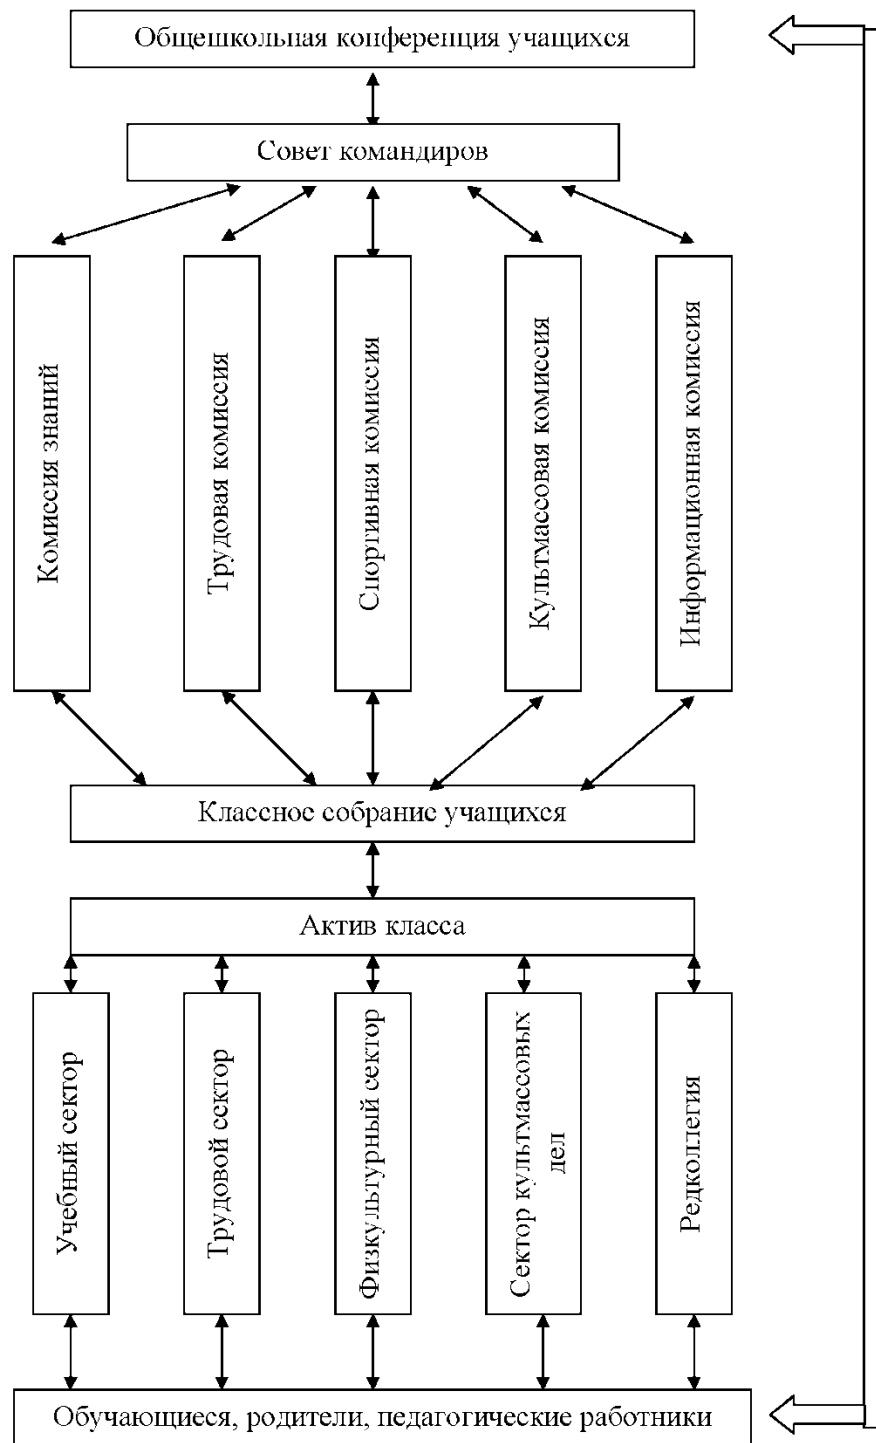 Общешкольная конференция учащихся
Совет командиров
Комиссия знаний
Трудовая комиссия
Спортивная комиссия
Культмассовая комиссия
Информационная комиссия
Классное собрание учащихся
Актив класса
Учебный сектор
Трудовой сектор
Физкультурный сектор
Сектор культмассовых
дел
Редколлегия
Обучающиеся, родители, педагогические работники